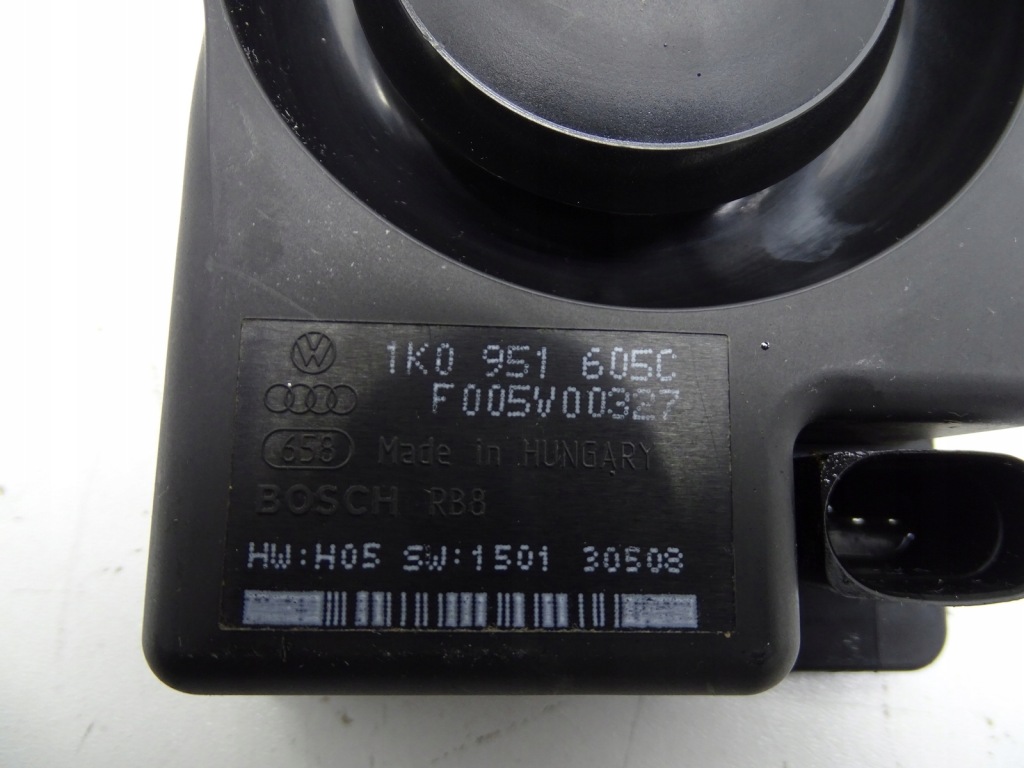 1K0 951 605C
F005V00327
658 Made in HUNGARY
BOSCH RB8
HW:H05 SW:1501 30508